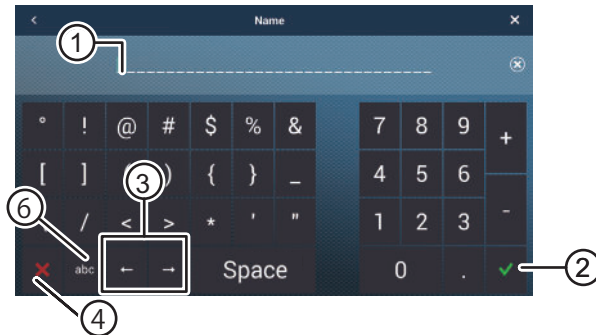 Name
1
° ! @ # $ % & 7 8 9 +
[ ] ( ) { } _ 4 5 6
3
6
/ < > * ' " 1 2 3 -
abc ← → Space 0 .
2
4